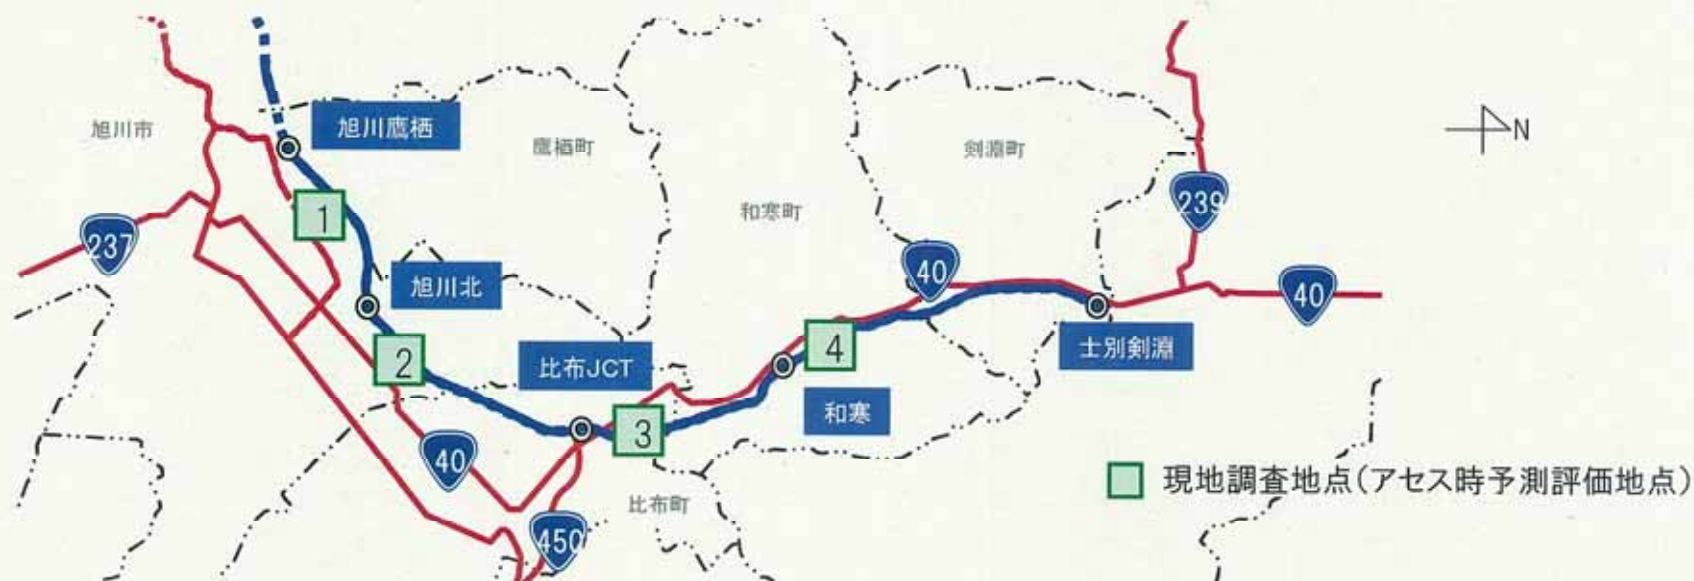 旭川市
旭川鷹栖
鷹栖町
剣淵町
N
和寒町
1
237
239
旭川北
40
40
2
比布JCT
4
士別剣淵
和寒
3
40
比布町
450
現地調査地点(アセス時予測評価地点)